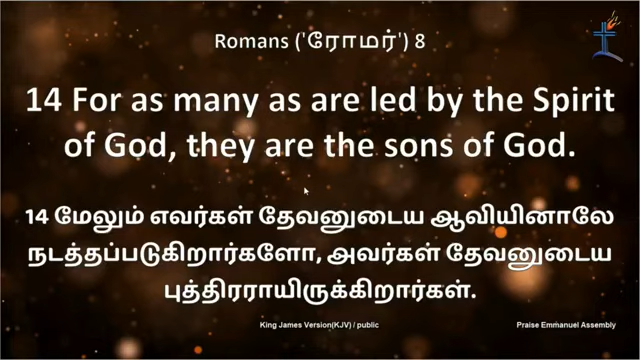 Romans ('ரோமர்') 8
14 For as many as are led by the Spirit
of God, they are the sons of God.
14 மேலும் எவர்கள் தேவனுடைய ஆவியினாலே
நடத்தப்படுகிறார்களோ, அவர்கள் தேவனுடைய
புத்திரராயிருக்கிறார்கள்.
King James Version(KJV) / public
Praise Emmanuel Assembly